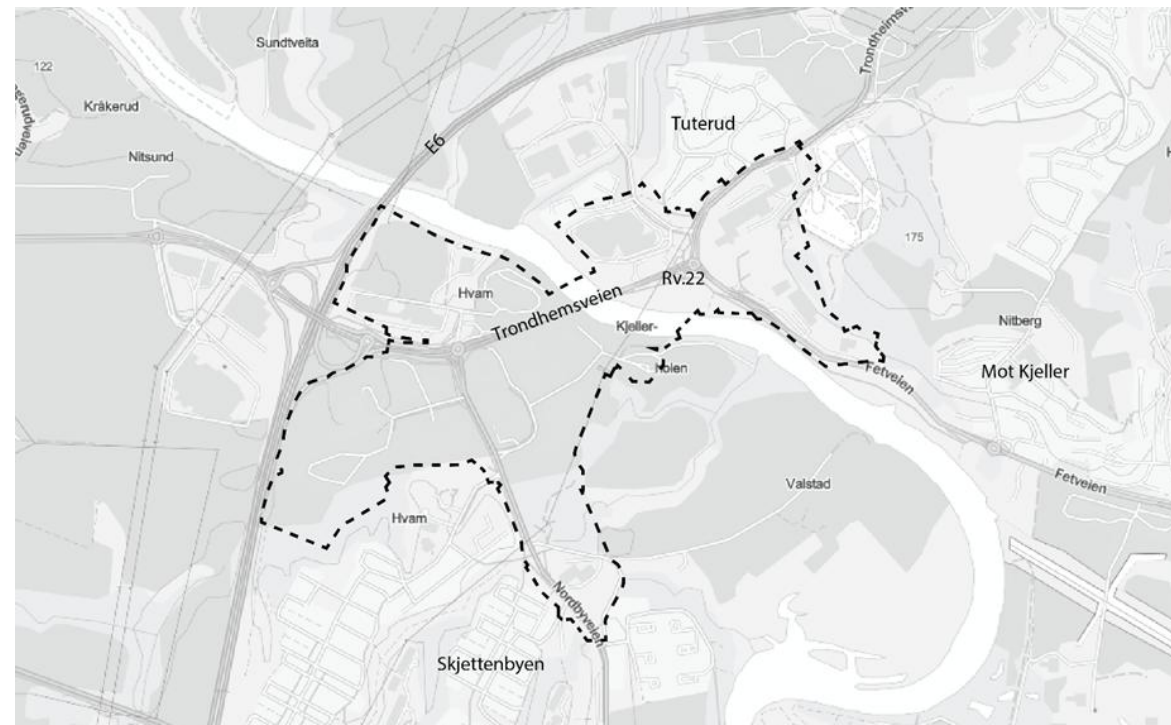 Sundtveita
Trondheimsv
122
Kråkerud
Tuterud
E6
Nitsund
175
Hvam
Rv.22
Trondhemsveien
Kjeller-
holen
Nitberg
Mot Kjeller
Fetveien
Valstad
Fetveien
Hvam
Nordbyveien
Skjettenbyen